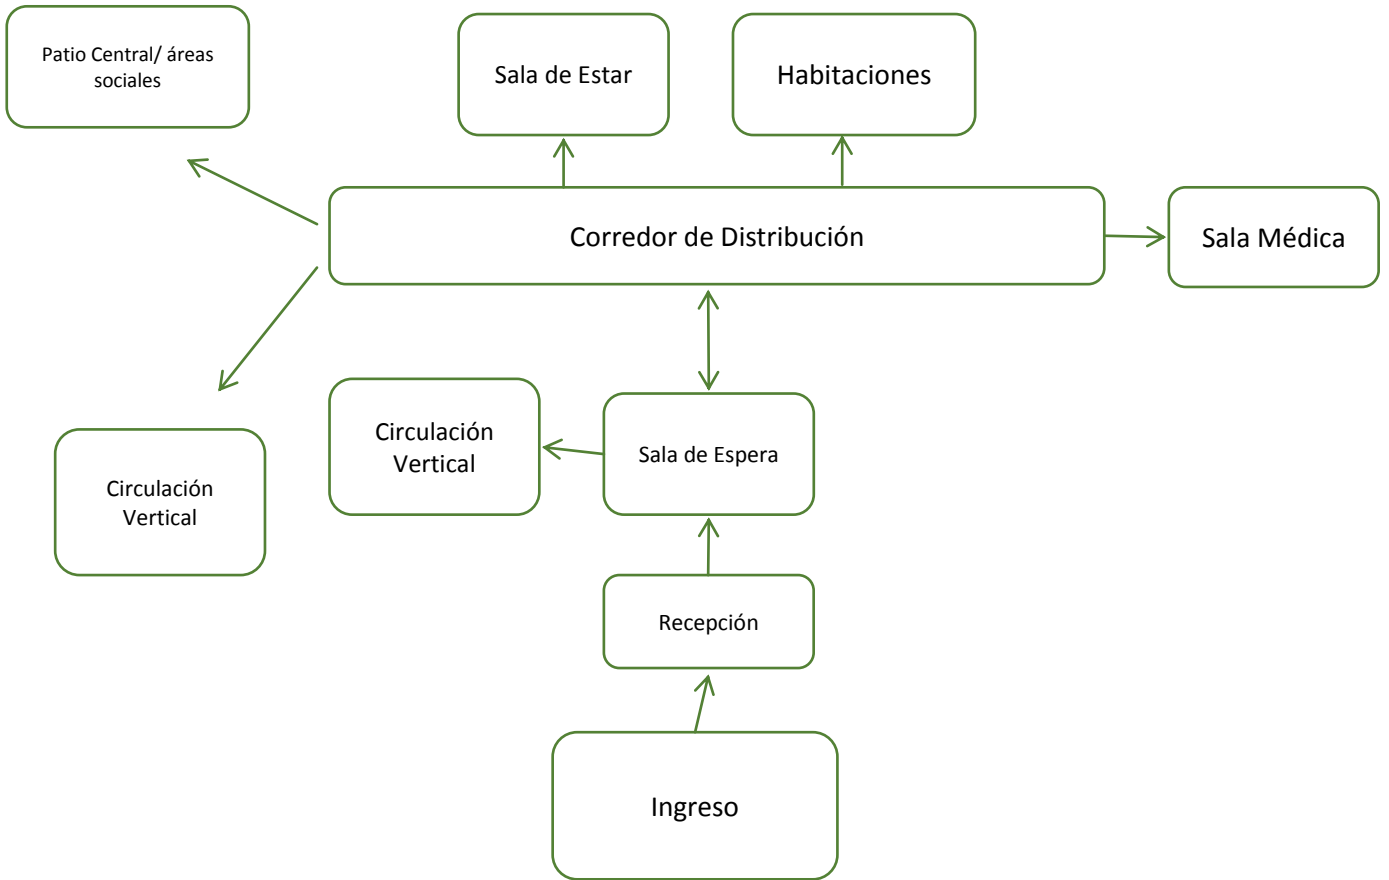 Patio Central/ áreas
sociales
Sala de Estar
Habitaciones
Corredor de Distribución
Sala Médica
Circulación
Vertical
Sala de Espera
Circulación
Vertical
Recepción
Ingreso